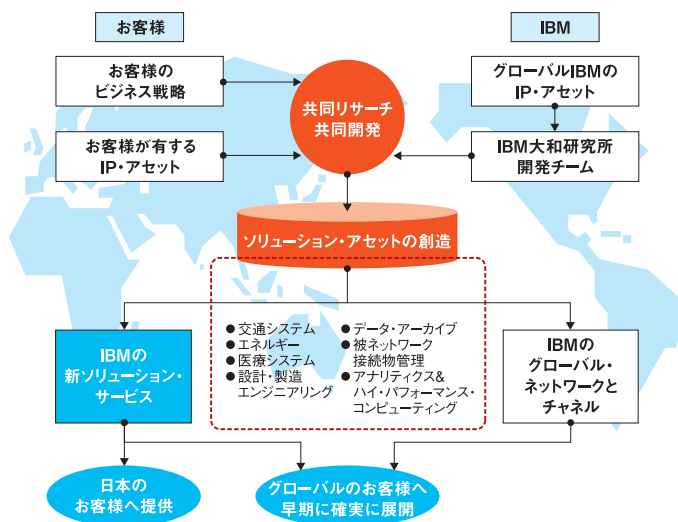 お客様
IBM
お客様の
ビジネス戦略
お客様が有する
IP・アセット
共同リサーチ
共同開発
グローバルIBMの
IP・アセット
IBM大和研究所
開発チーム
ソリューション・アセットの創造
●交通システム
●エネルギー
●医療システム
●設計・製造
エンジニアリング
●データ・アーカイブ
●被ネットワーク
接続物管理
●アナリティクス&
ハイ・パフォーマンス・
コンピューティング
IBMの
新ソリューション・
サービス
IBMの
グローバル・
ネットワークと
チャネル
日本の
お客様へ提供
グローバルのお客様へ
早期に確実に展開